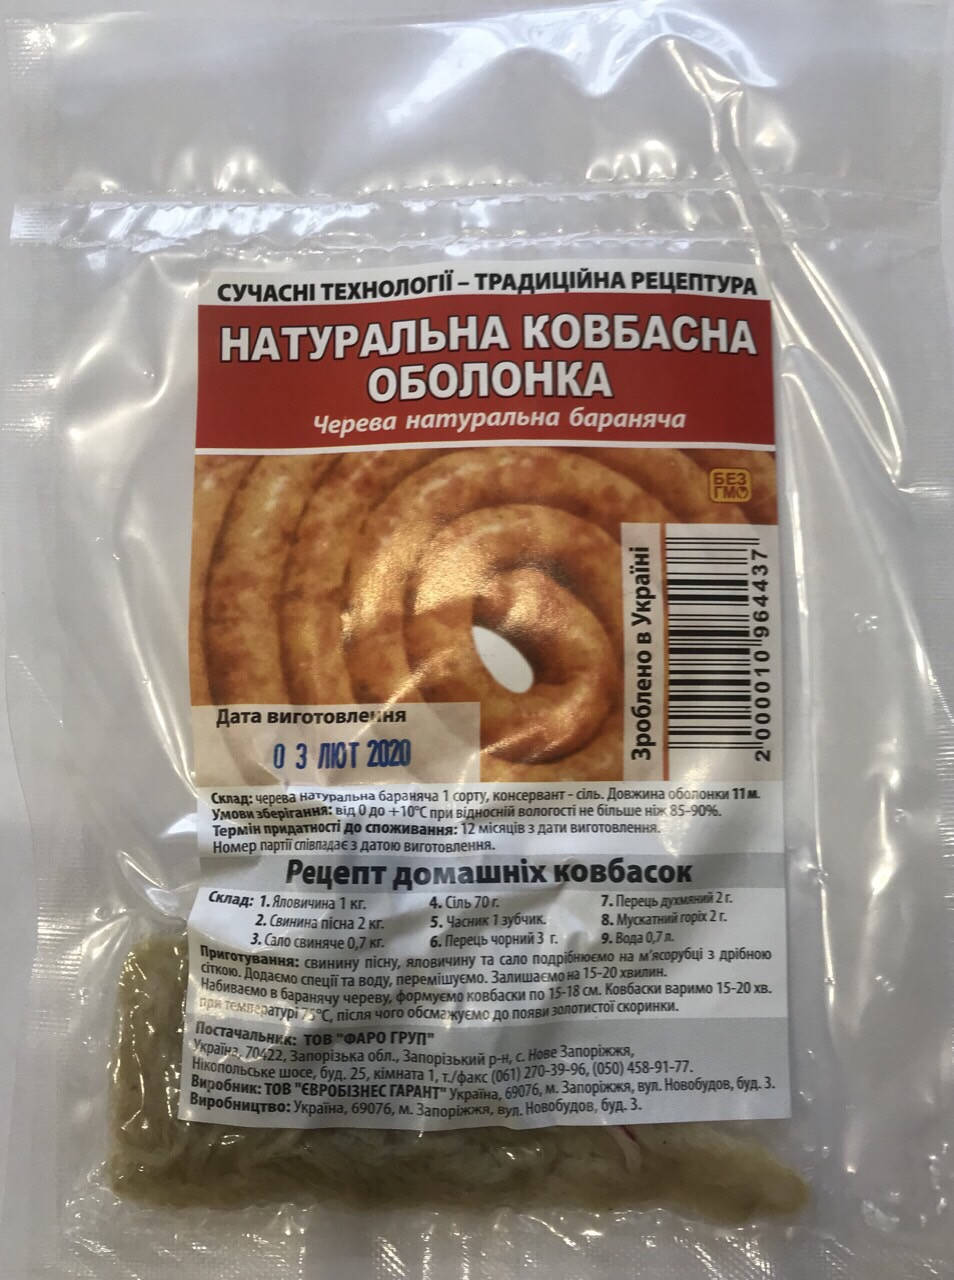 СУЧАСНІ ТЕХНОЛОГІЇ – ТРАДИЦІЙНА РЕЦЕПТУРА
НАТУРАЛЬНА КОВБАСНА
ОБОЛОНКА
Черева натуральна бараняча
БЕЗ
ГМО
Зроблено в Україні
2000010964437
Дата виготовлення
03 ЛЮТ 2020
Склад: черева натуральна бараняча 1 сорту, консервант - сіль. Довжина оболонки 11 м.
Умови зберігання: від 0 до +10°С при відносній вологості не більше ніж 85-90%.
Термін придатності до споживання: 12 місяців з дати виготовлення.
Номер партії співпадає з датою виготовлення.
Рецепт домашніх ковбасок
Склад: 1. Яловичина 1 кг. 4. Сіль 70 г. 7. Перець духмяний 2 г.
2. Свинина пісна 2 кг. 5. Часник 1 зубчик. 8. Мускатний горіх 2 г.
3. Сало свиняче 0,7 кг. 6. Перець чорний 3 г. 9. Вода 0,7 л.
Приготування: свинину пісну, яловичину та сало подрібнюємо на м'ясорубці з дрібною
сіткою. Додаємо спеції та воду, перемішуємо. Залишаємо на 15-20 хвилин.
Набиваємо в баранячу череву, формуємо ковбаски по 15-18 см. Ковбаски варимо 15-20 хв.
при температурі 75°С, після чого обсмажуємо до появи золотистої скоринки.
Постачальник: ТОВ "ФАРО ГРУП"
Україна, 70422, Запорізька обл., Запорізький р-н, с. Нове Запоріжжя,
Нікопольське шосе, буд. 25, кімната 1, т./факс (061) 270-39-96, (050) 458-91-77.
Виробник: ТОВ "ЄВРОБІЗНЕС ГАРАНТ" Україна, 69076, м. Запоріжжя, вул. Новобудов, буд. 3.
Виробництво: Україна, 69076, м. Запоріжжя, вул. Новобудов, буд. 3.